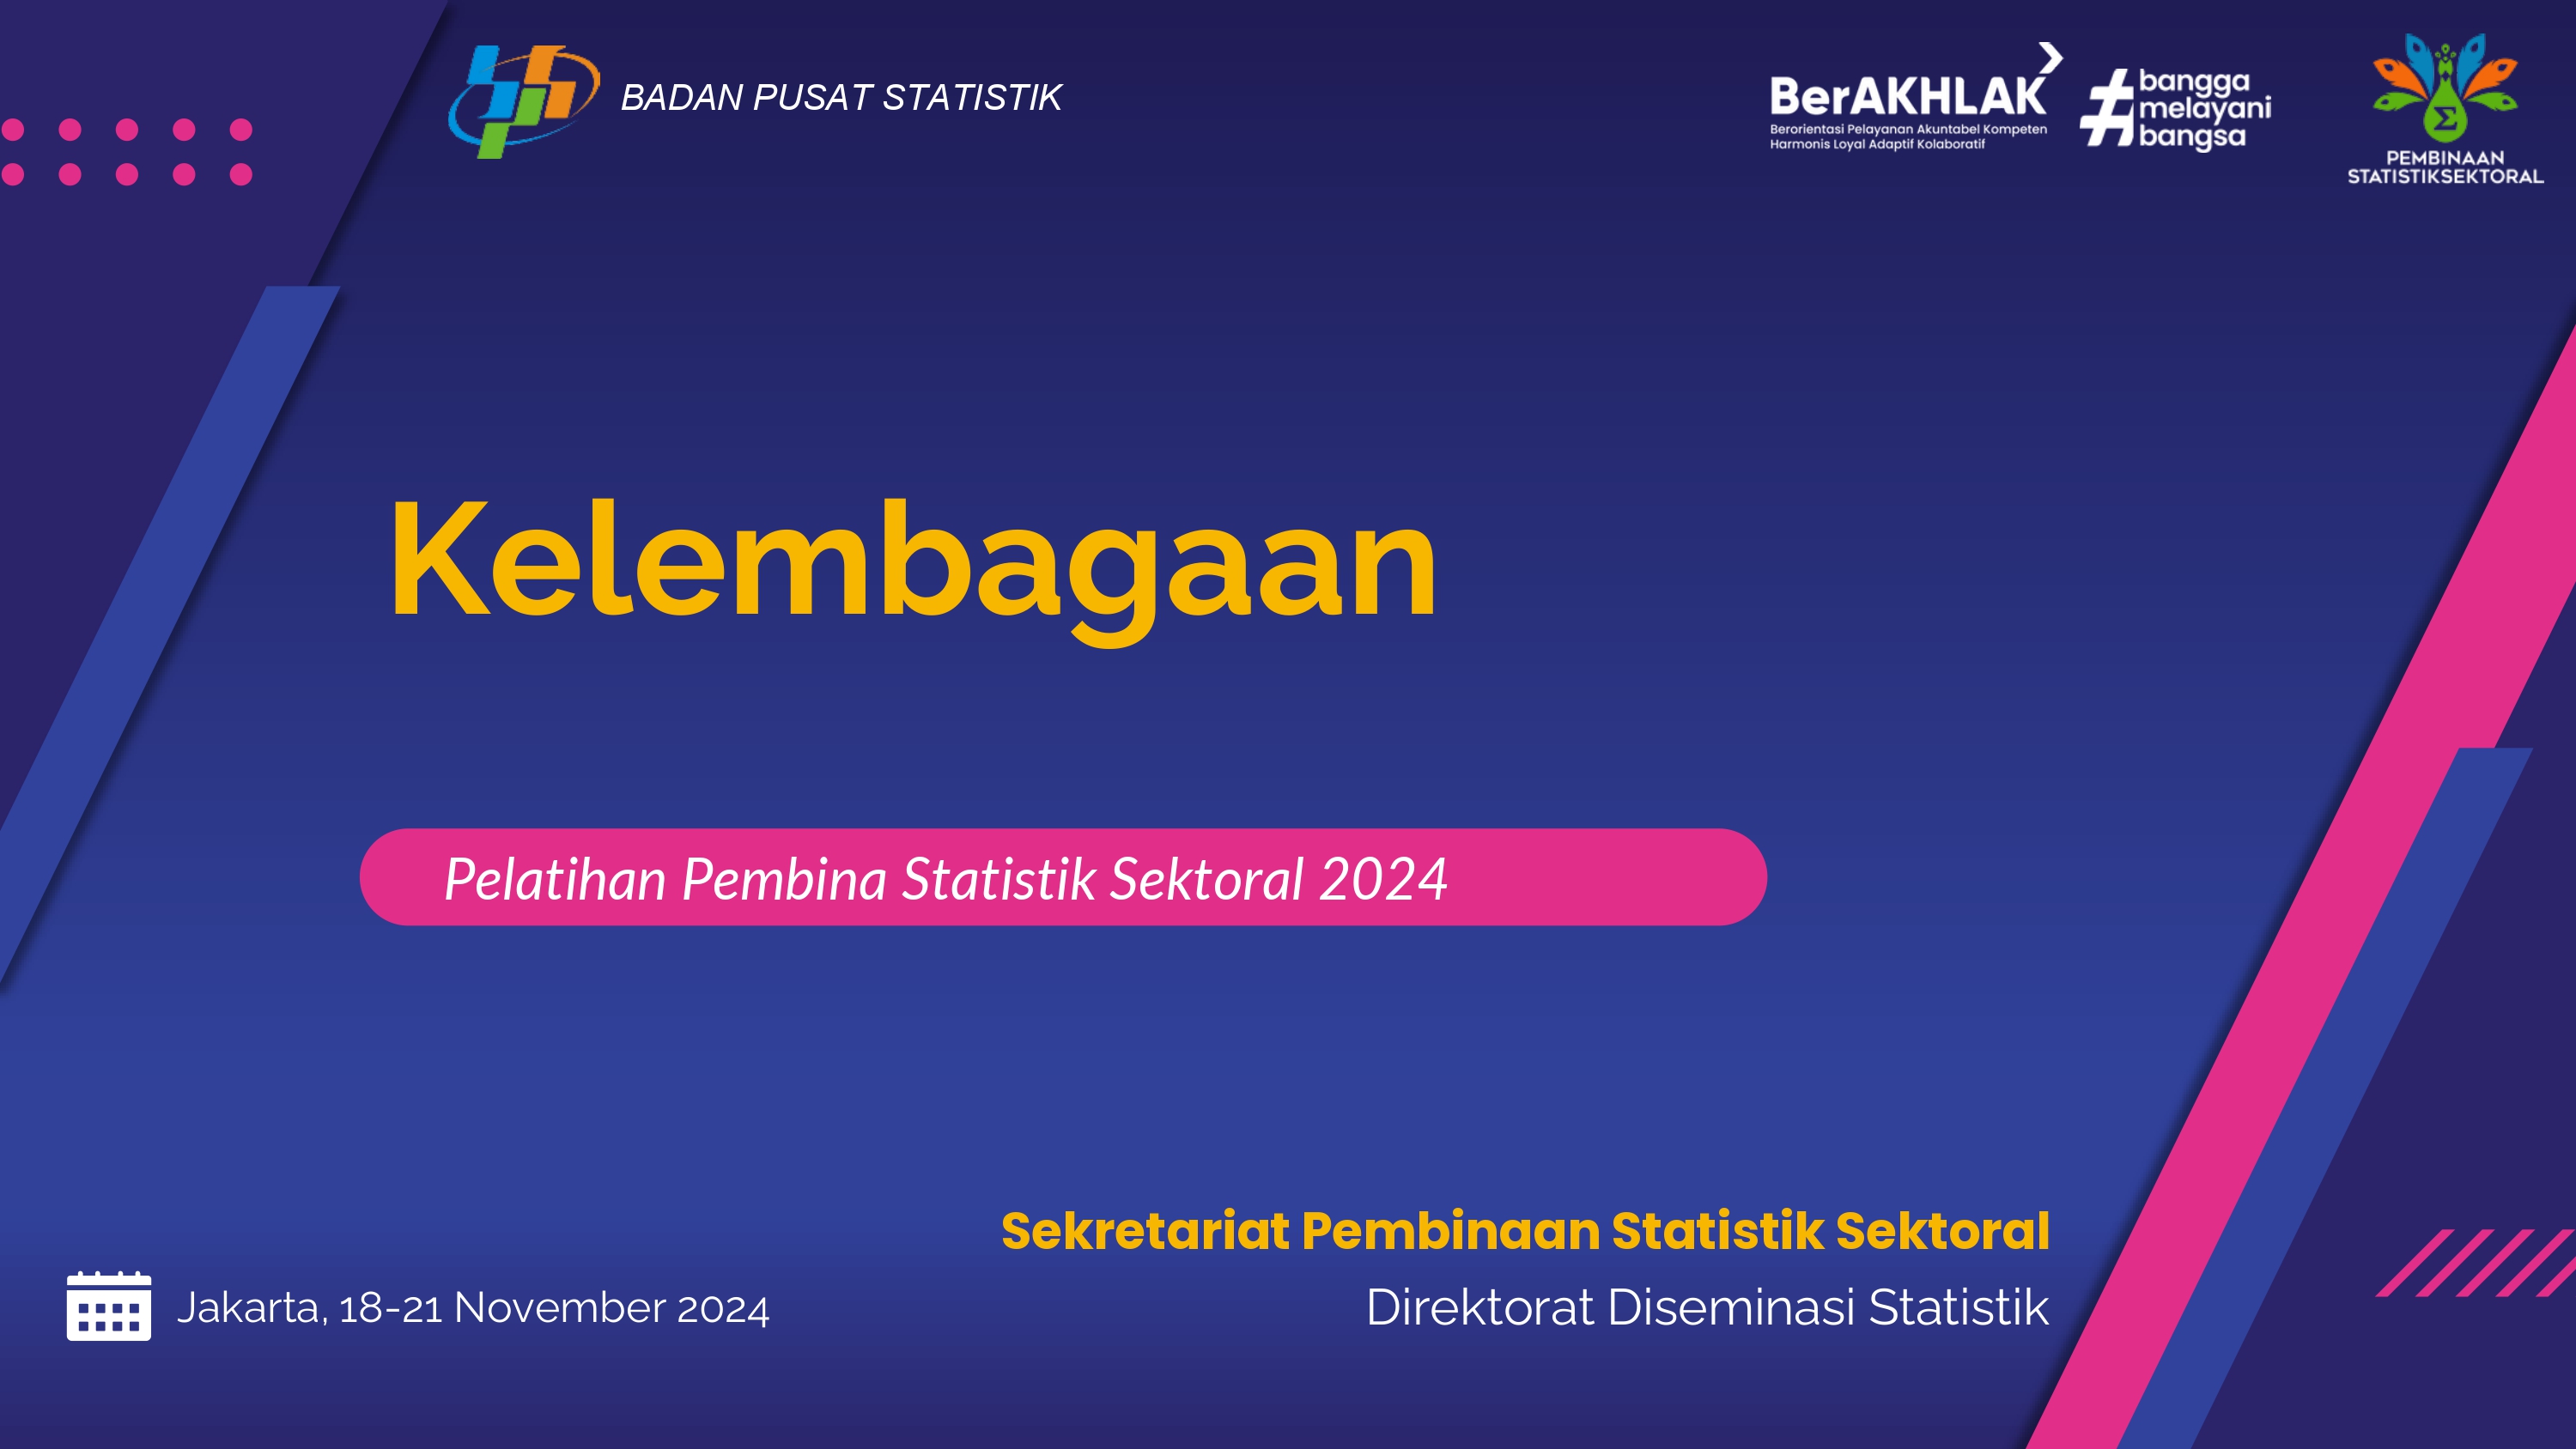 BADAN PUSAT STATISTIK
BerAKHLAK
Berorientasi Pelayanan Akuntabel Kompeten
Harmonis Loyal Adaptif Kolaboratif
#bangga
melayani
bangsa
Σ
PEMBINAAN
STATISTIKSEKTORAL
Kelembagaan
Pelatihan Pembina Statistik Sektoral 2024
Sekretariat Pembinaan Statistik Sektoral
Direktorat Diseminasi Statistik
Jakarta, 18-21 November 2024